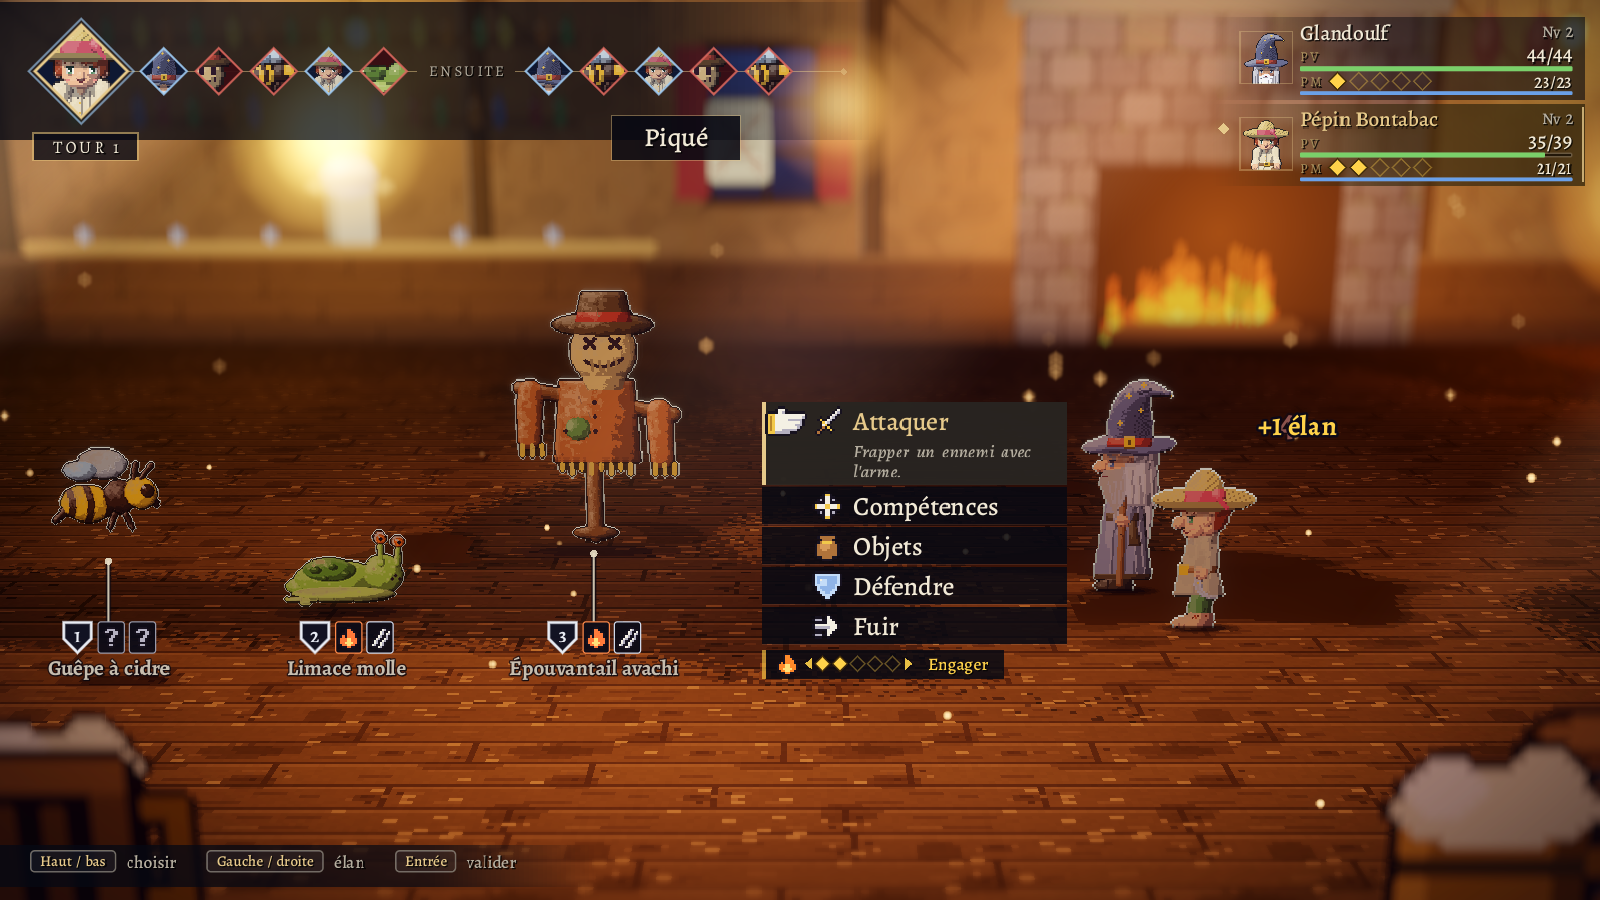 ENSUITE
TOUR 1
Piqué
Glandoulf
Nv 2
PV
44/44
PM
23/23
Pépin Bontabac
Nv 2
PV
35/39
PM
21/21
+1 élan
Attaquer
Frapper un ennemi avec
l'arme.
Compétences
Objets
Défendre
Fuir
Engager
1 ? ?
Guêpe à cidre
2
Limace molle
3
Épouvantail avachi
Haut / bas choisir Gauche / droite élan Entrée valider